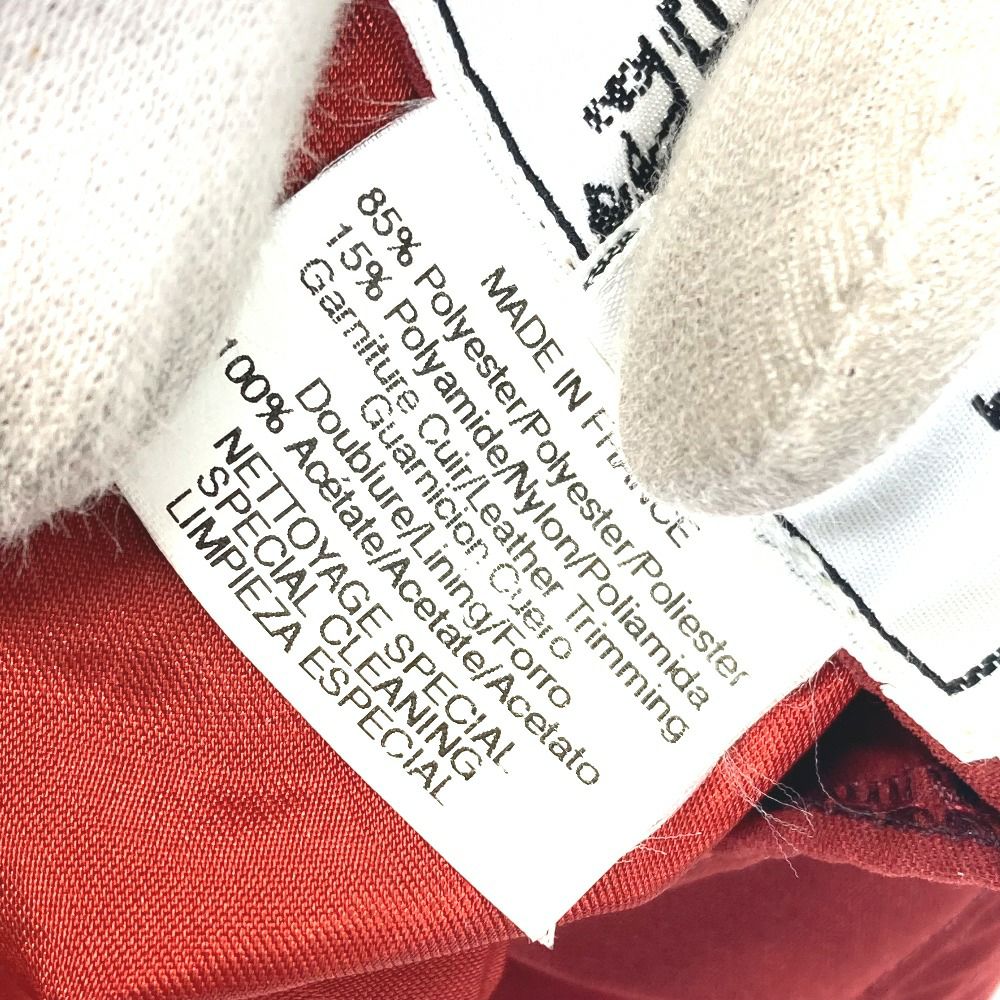 MADE IN FRANCE
85% Polyester/Polyester/Poliester
15% Polyamide/Nylon/Poliamida
Garniture Cuir/Leather Trimming
Guarnicion Cuero
Doublure/Lining/Forro
100% Acétate/Acetate/Acetato
NETTOYAGE SPECIAL
SPECIAL CLEANING
LIMPIEZA ESPECIAL